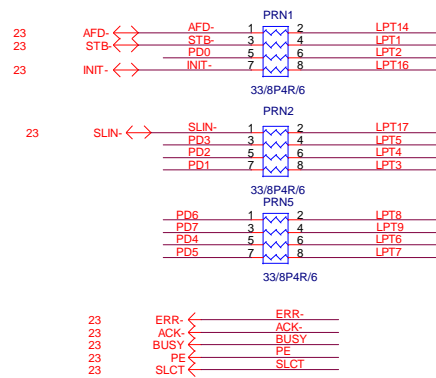 PRN1
23 AFD- AFD- 1 2 LPT14
23 STB- STB- 3 4 LPT1
PD0 5 6 LPT2
23 INIT- INIT- 7 8 LPT16
33/8P4R/6
PRN2
23 SLIN- SLIN- 1 2 LPT17
PD3 3 4 LPT5
PD2 5 6 LPT4
PD1 7 8 LPT3
33/8P4R/6
PRN5
PD6 1 2 LPT8
PD7 3 4 LPT9
PD4 5 6 LPT6
PD5 7 8 LPT7
33/8P4R/6
23 ERR- ERR-
23 ACK- ACK-
23 BUSY BUSY
23 PE PE
23 SLCT SLCT